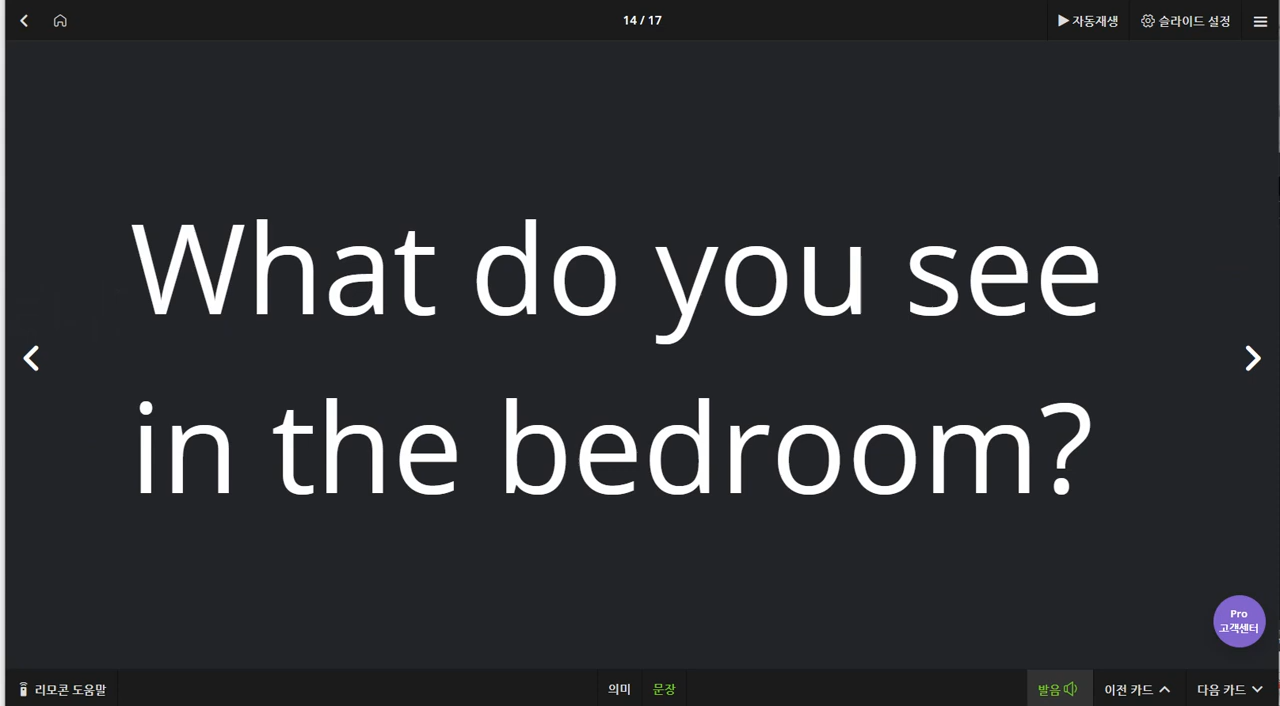 14 / 17
자동재생
슬라이드 설정
What do you see
in the bedroom?
Pro
고객센터
리모콘 도움말
의미
문장
발음
이전 카드
다음 카드